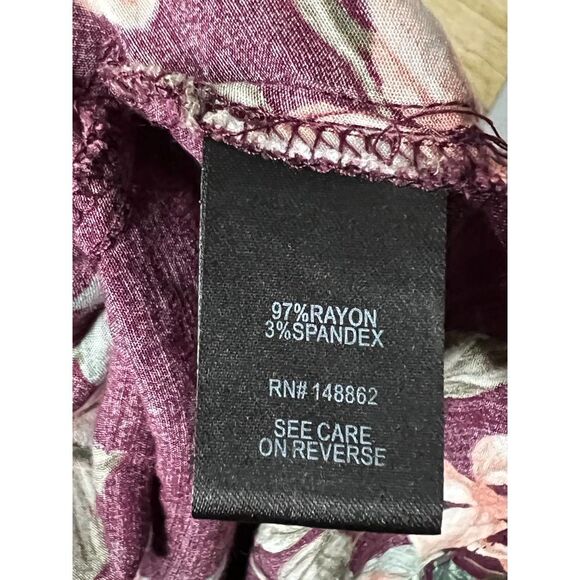 97%RAYON
3%SPANDEX
RN# 148862
SEE CARE
ON REVERSE